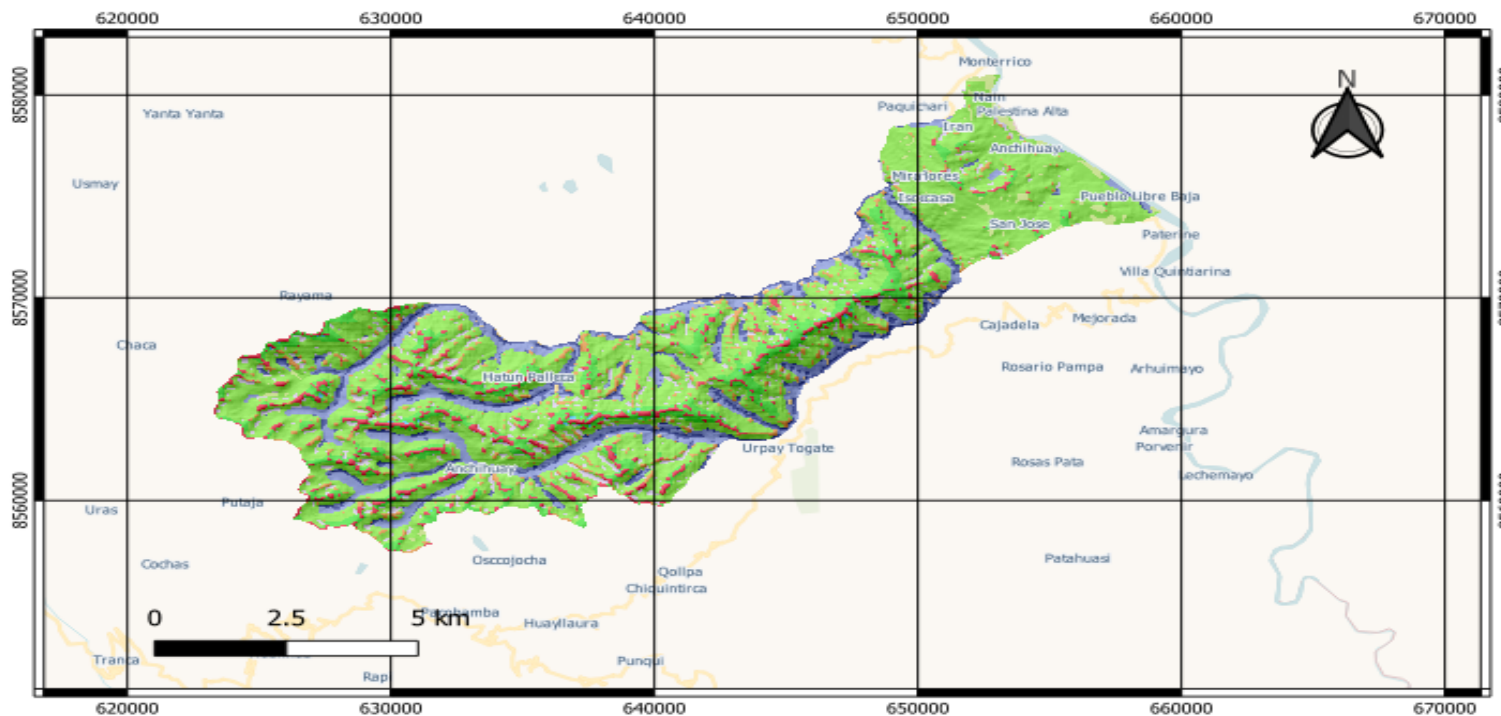 620000 630000 640000 650000 660000 670000
Monterrico
N
8580000
Yanta Yanta
Paquichari
Nain
Palestina Alta
Iran
Anchihuay
Miraflores
Usmay
Isoicasa
Pueblo Libre Baja
San Jose
Paterine
Villa Quintiarina
8570000
Rayama
Chaca
Cajadela
Mejorada
Rosario Pampa
Arhuimayo
Hatun Pallcca
Amargura
Porvenir
Urpay Togate
Anchihuay
Rosas Pata
Lechemayo
8560000
Uras
Putaja
Cochas
Osccojocha
Patahuasi
Qollpa
Chiquintirca
0 2.5 5 km
Pacobamba
Huayllaura
Tranca
Punqui
Rap
620000 630000 640000 650000 660000 670000